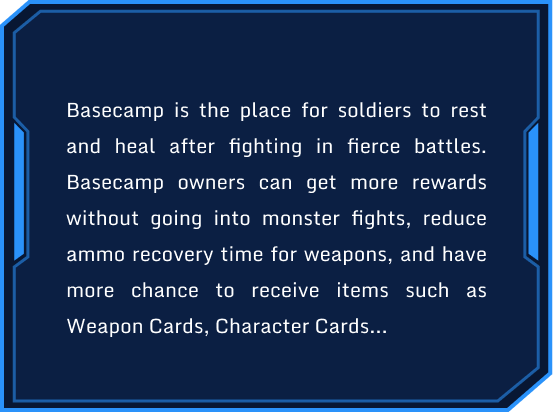 Basecamp is the place for soldiers to rest
and heal after fighting in fierce battles.
Basecamp owners can get more rewards
without going into monster fights, reduce
ammo recovery time for weapons, and have
more chance to receive items such as
Weapon Cards, Character Cards...